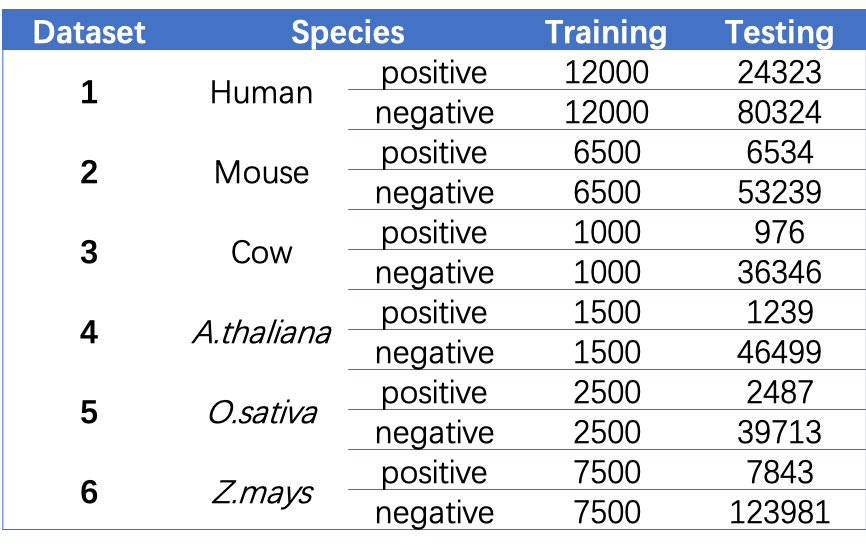 Dataset Species Training Testing
1 Human positive 12000 24323
negative 12000 80324
2 Mouse positive 6500 6534
negative 6500 53239
3 Cow positive 1000 976
negative 1000 36346
4 A.thaliana positive 1500 1239
negative 1500 46499
5 O.sativa positive 2500 2487
negative 2500 39713
6 Z.mays positive 7500 7843
negative 7500 123981